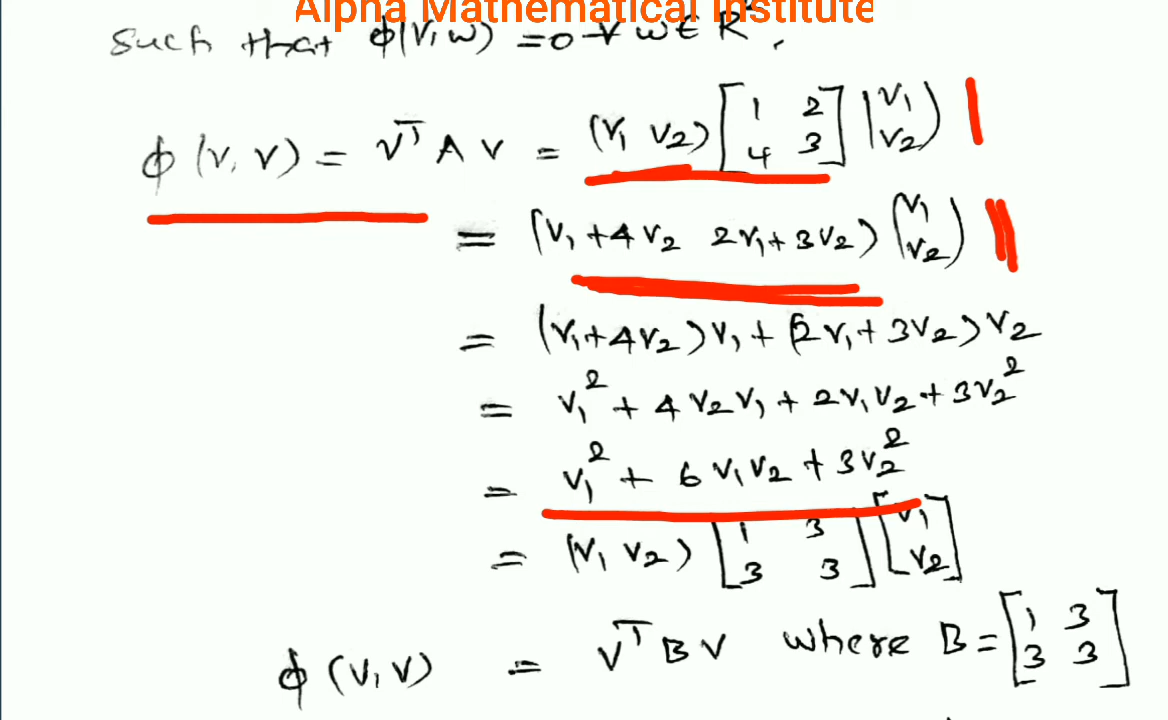 Alpha Mathematical Institute
Such that ϕ(v,w) =0 ∀ w∈ R²,
ϕ(v, v) = vᵀ A v = (v₁ v₂) [1 2; 4 3] (v₁; v₂)
= (v₁ +4v₂ 2v₁+3v₂) (v₁; v₂)
= (v₁+4v₂)v₁ + (2v₁+3v₂)v₂
= v₁² + 4v₂v₁ + 2v₁v₂ + 3v₂²
= v₁² + 6v₁v₂ + 3v₂²
= (v₁ v₂) [1 3; 3 3] [v₁; v₂]
ϕ(v,v) = vᵀBv where B = [1 3; 3 3]